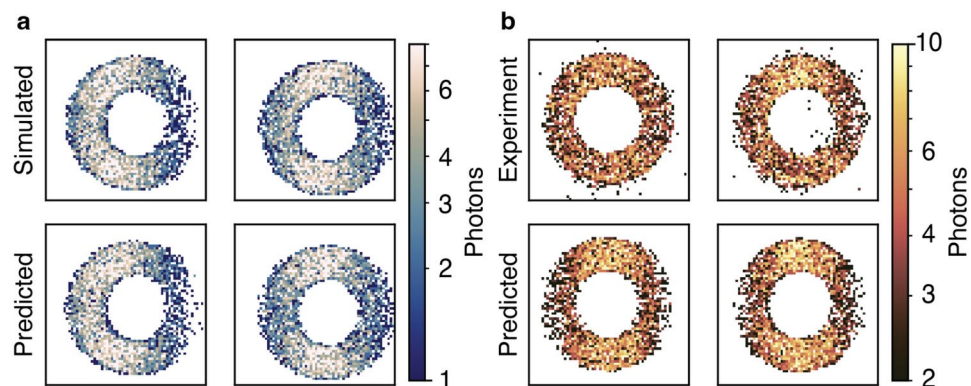 a
Simulated
Predicted
6
4
3
2
1
Photons
b
Experiment
Predicted
10
6
4
3
2
Photons